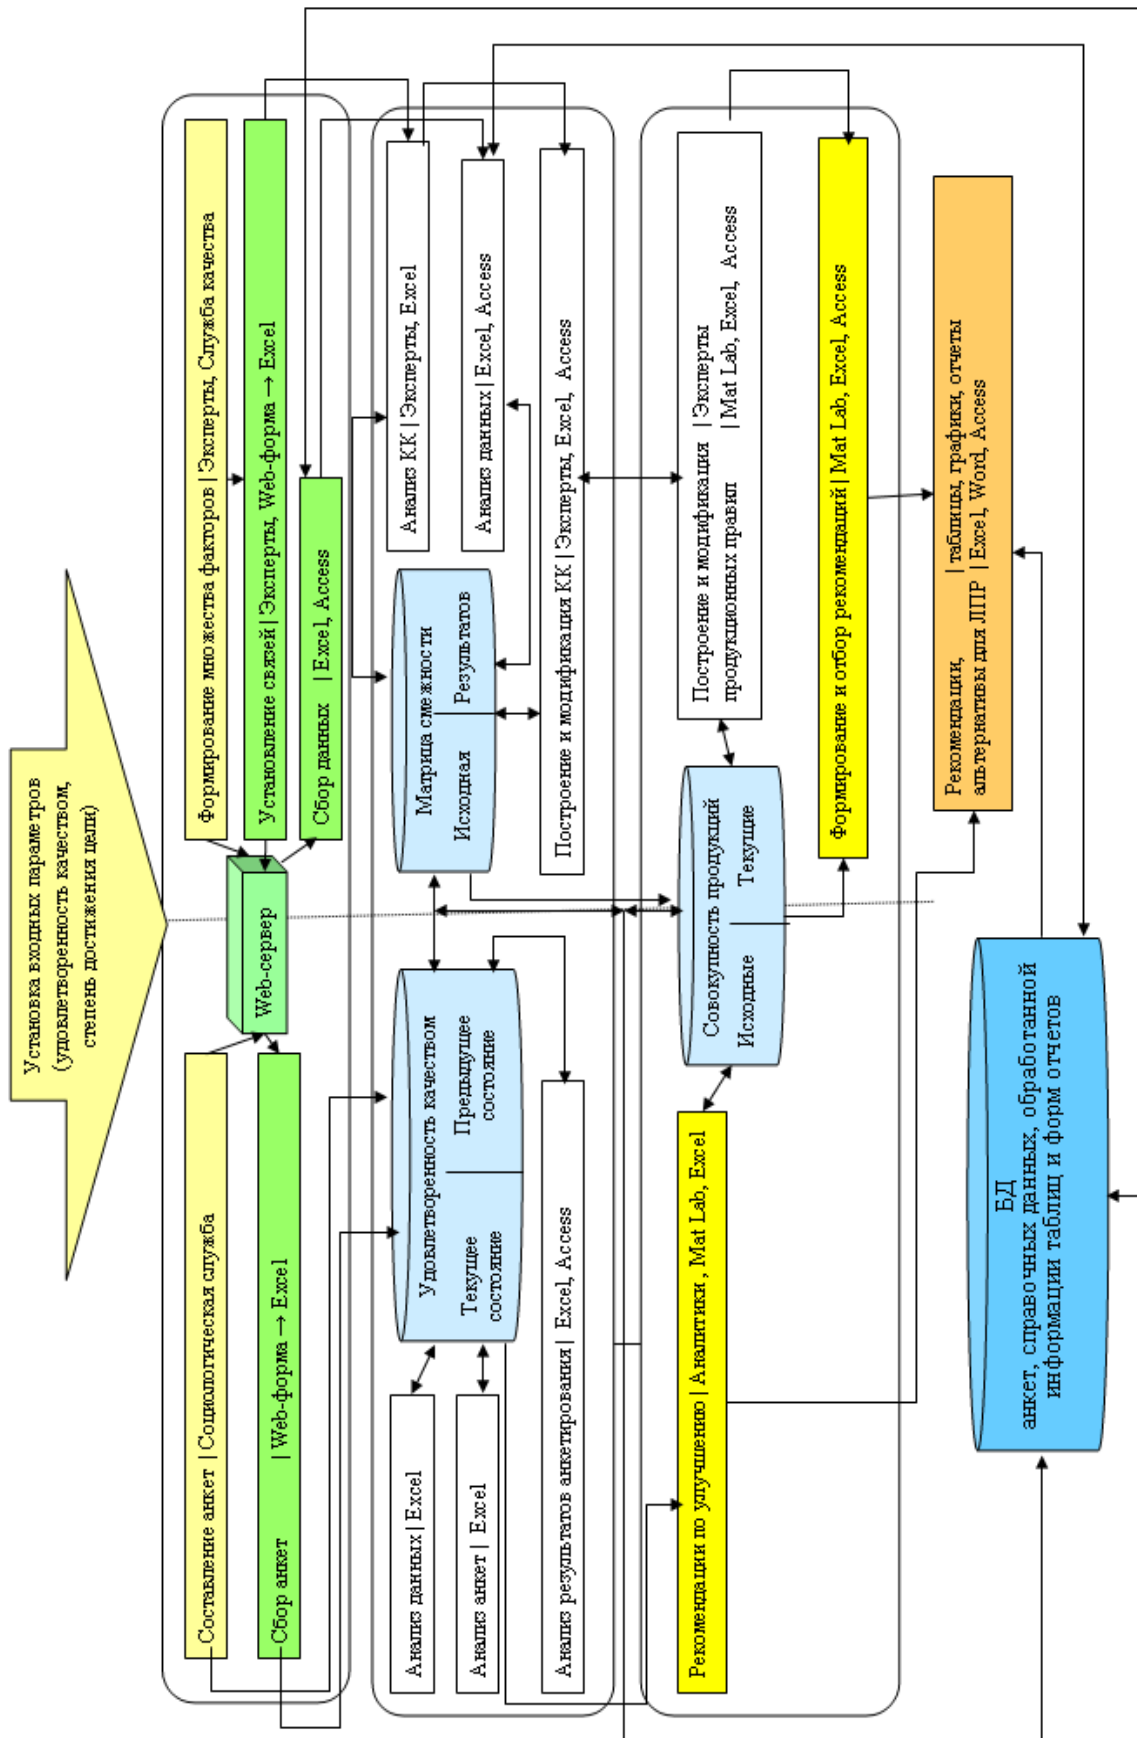 Установка входных параметров
(удовлетворенность качеством,
степень достижения цели)
Составление анкет | Социологическая служба
Формирование множества факторов | Эксперты, Служба качества
Web-сервер
Сбор анкет | Web-форма → Excel
Установление связей | Эксперты, Web-форма → Excel
Сбор данных | Excel, Access
Анализ данных | Excel
Удовлетворенность качеством
Текущее
состояние
Предыдущее
состояние
Матрица смежности
Исходная
Результатов
Анализ КК | Эксперты, Excel
Анализ анкет | Excel
Анализ данных | Excel, Access
Анализ результатов анкетирования | Excel, Access
Построение и модификация КК | Эксперты, Excel, Access
Рекомендации по улучшению | Аналитики , Mat Lab, Excel
Совокупность продукций
Исходные
Текущие
Построение и модификация | Эксперты
продукционных правил | Mat Lab, Excel, Access
Формирование и отбор рекомендаций | Mat Lab, Excel, Access
Рекомендации, | таблицы, графики, отчеты
альтернативы для ЛПР | Excel, Word, Access
БД
анкет, справочных данных, обработанной
информации таблиц и форм отчетов